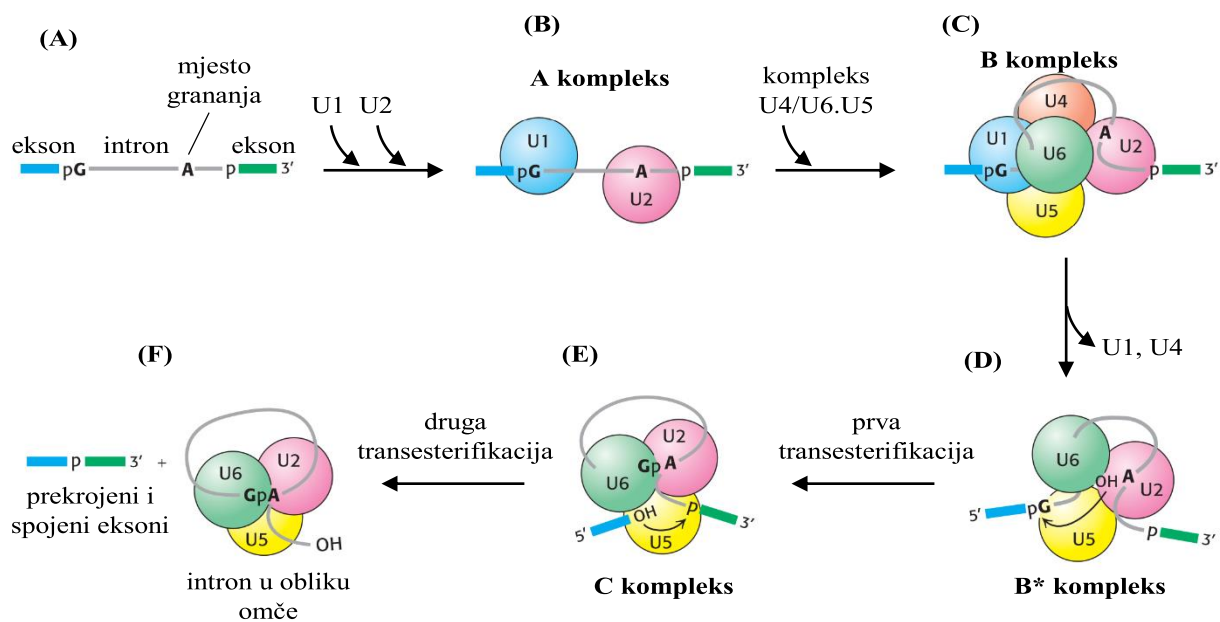 (A)
mjesto
grananja
ekson
intron
ekson
pG
A
p
3′
U1 U2
(B)
A kompleks
U1
pG
A
U2
p
3′
kompleks
U4/U6.U5
(C)
B kompleks
U4
U1
U6
A
U2
pG
p
3′
U5
U1, U4
(D)
U6
OH
A
U2
5′
pG
p
3′
U5
B* kompleks
prva
transesterifikacija
(E)
U2
GpA
U6
OH
p
5′
U5
3′
C kompleks
druga
transesterifikacija
(F)
U6
U2
GpA
U5
OH
intron u obliku
omče
p
3′ +
prekrojeni i
spojeni eksoni